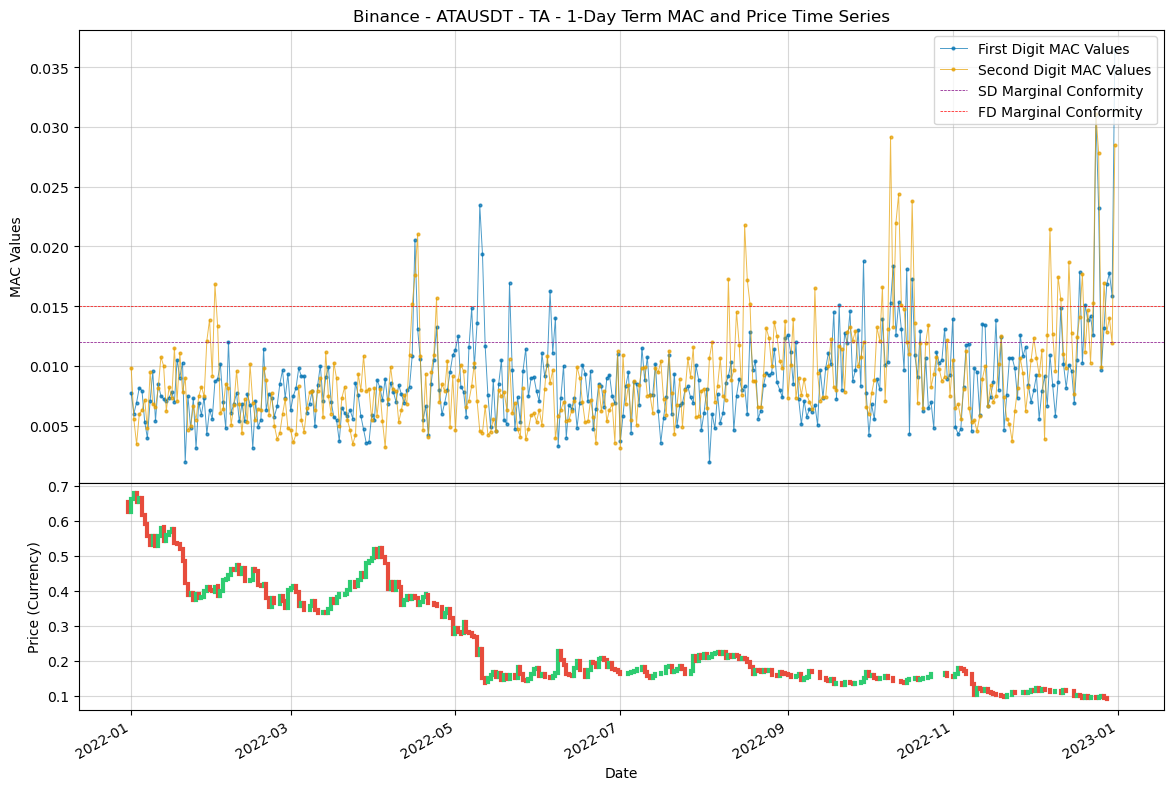 Binance - ATAUSDT - TA - 1-Day Term MAC and Price Time Series
First Digit MAC Values
Second Digit MAC Values
SD Marginal Conformity
FD Marginal Conformity
MAC Values
0.035
0.030
0.025
0.020
0.015
0.010
0.005
Price (Currency)
0.7
0.6
0.5
0.4
0.3
0.2
0.1
2022-01
2022-03
2022-05
2022-07
2022-09
2022-11
2023-01
Date